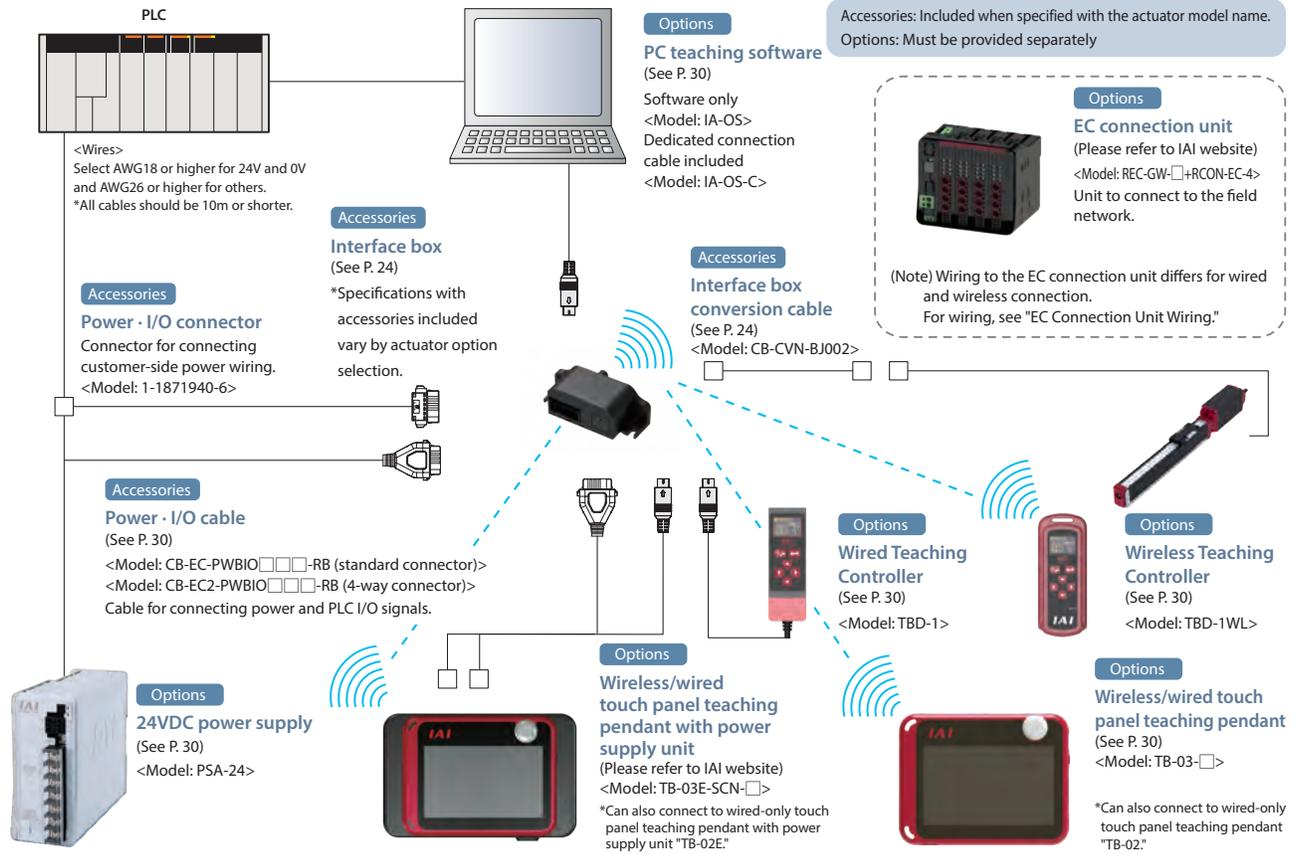 PLC
<Wires>
Select AWG18 or higher for 24V and 0V
and AWG26 or higher for others.
*All cables should be 10m or shorter.
Options
PC teaching software
(See P. 30)
Software only
<Model: IA-OS>
Dedicated connection
cable included
<Model: IA-OS-C>
Accessories: Included when specified with the actuator model name.
Options: Must be provided separately
Options
EC connection unit
(Please refer to IAI website)
<Model: REC-GW-□+RCON-EC-4>
Unit to connect to the field
network.
(Note) Wiring to the EC connection unit differs for wired
and wireless connection.
For wiring, see "EC Connection Unit Wiring."
Accessories
Interface box
(See P. 24)
*Specifications with
accessories included
vary by actuator option
selection.
Accessories
Interface box
conversion cable
(See P. 24)
<Model: CB-CVN-BJ002>
Accessories
Power · I/O connector
Connector for connecting
customer-side power wiring.
<Model: 1-1871940-6>
Accessories
Power · I/O cable
(See P. 30)
<Model: CB-EC-PWBIO□□□-RB (standard connector)>
<Model: CB-EC2-PWBIO□□□-RB (4-way connector)>
Cable for connecting power and PLC I/O signals.
Options
Wired Teaching
Controller
(See P. 30)
<Model: TBD-1>
IAI
Options
Wireless Teaching
Controller
(See P. 30)
<Model: TBD-1WL>
IAI
Options
24VDC power supply
(See P. 30)
<Model: PSA-24>
IAI
Options
Wireless/wired
touch panel teaching
pendant with power
supply unit
(Please refer to IAI website)
<Model: TB-03E-SCN-□>
*Can also connect to wired-only touch
panel teaching pendant with power
supply unit "TB-02E."
IAI
Options
Wireless/wired touch
panel teaching pendant
(See P. 30)
<Model: TB-03-□>
*Can also connect to wired-only
touch panel teaching pendant
"TB-02."